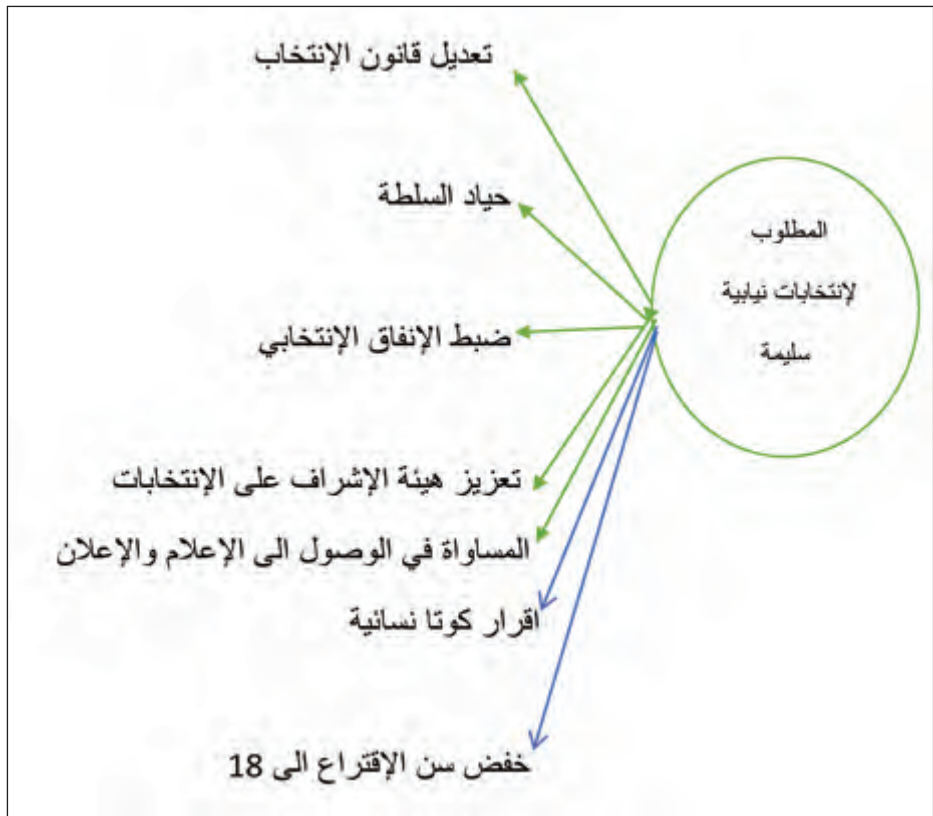 المطلوب
لإنتخابات نيابية
سليمة
تعديل قانون الإنتخاب
حياد السلطة
ضبط الإنفاق الإنتخابي
تعزيز هيئة الإشراف على الإنتخابات
المساواة في الوصول الى الإعلام والإعلان
اقرار كوتا نسائية
خفض سن الإقتراع الى 18